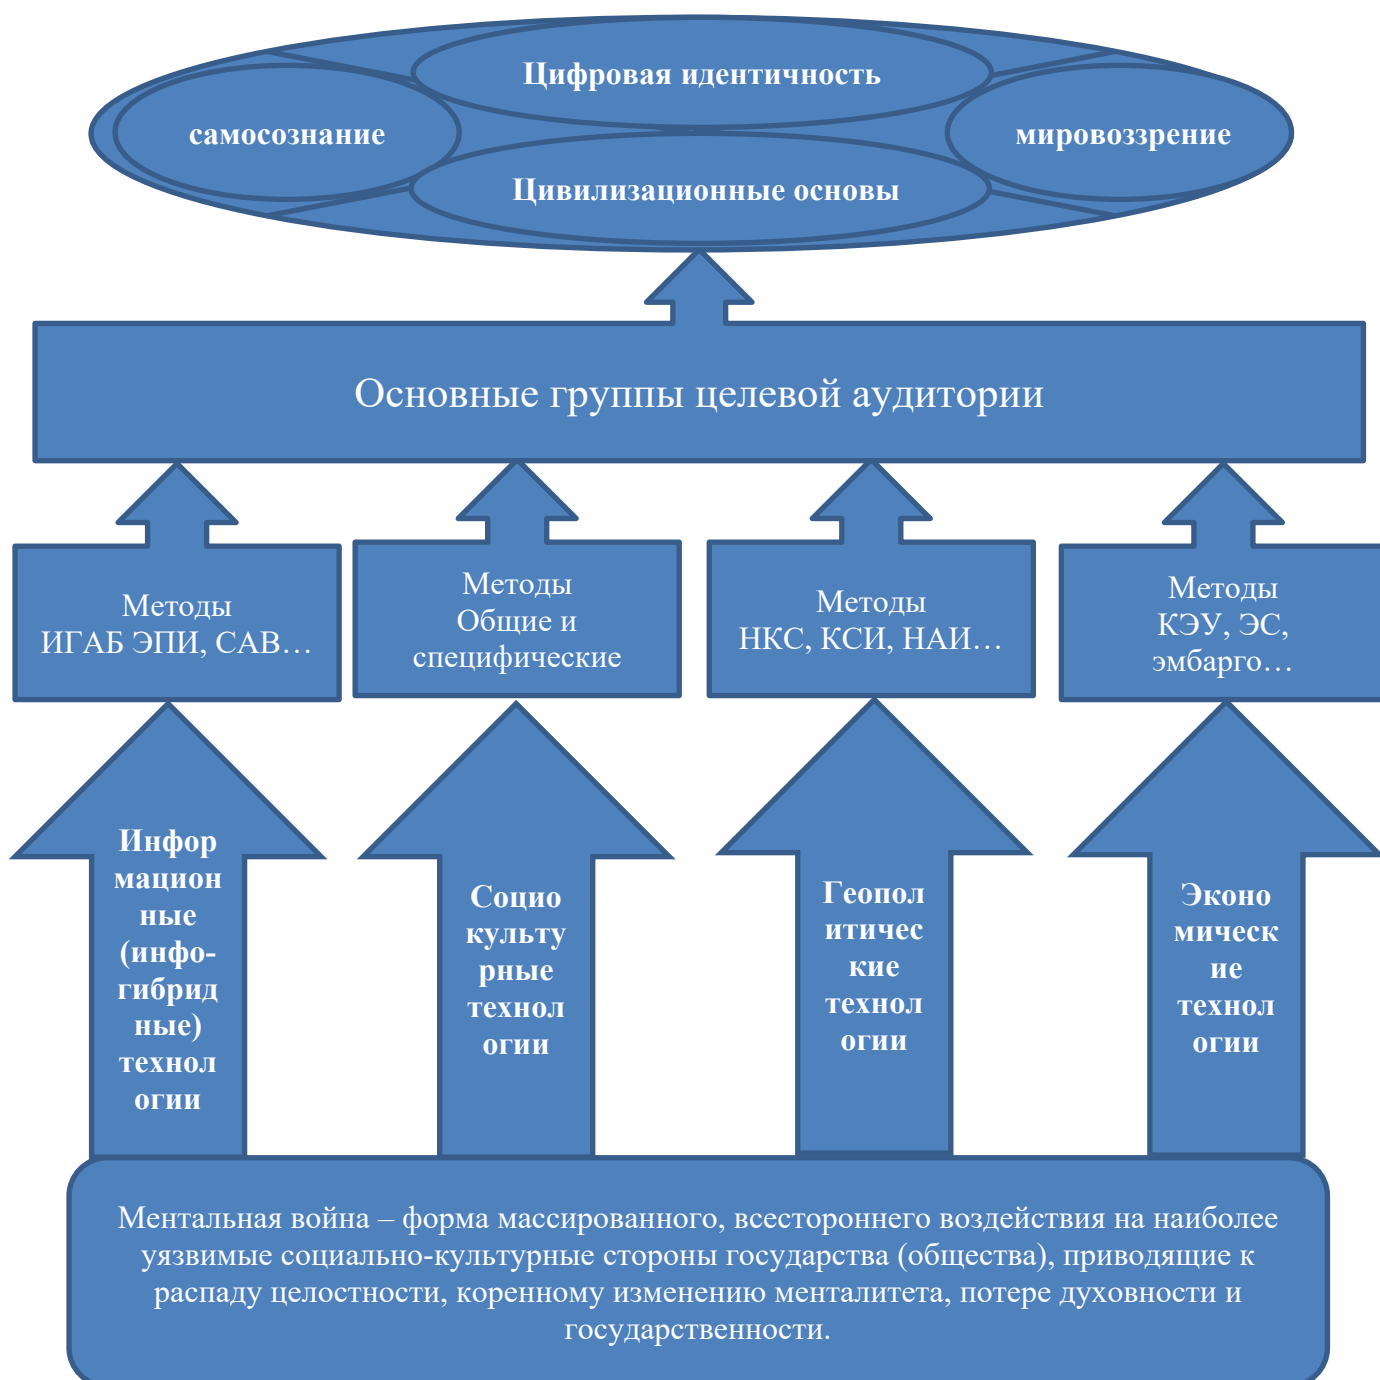 Цифровая идентичность
самосознание
мировоззрение
Цивилизационные основы
Основные группы целевой аудитории
Методы
ИГАБ ЭПИ, САВ…
Методы
Общие и
специфические
Методы
НКС, КСИ, НАИ…
Методы
КЭУ, ЭС,
эмбарго…
Инфор
мацион
ные
(инфо-
гибрид
ные)
технол
огии
Социо
культу
рные
технол
огии
Геопол
итичес
кие
технол
огии
Эконо
мическ
ие
технол
огии
Ментальная война – форма массированного, всестороннего воздействия на наиболее
уязвимые социально-культурные стороны государства (общества), приводящие к
распаду целостности, коренному изменению менталитета, потере духовности и
государственности.